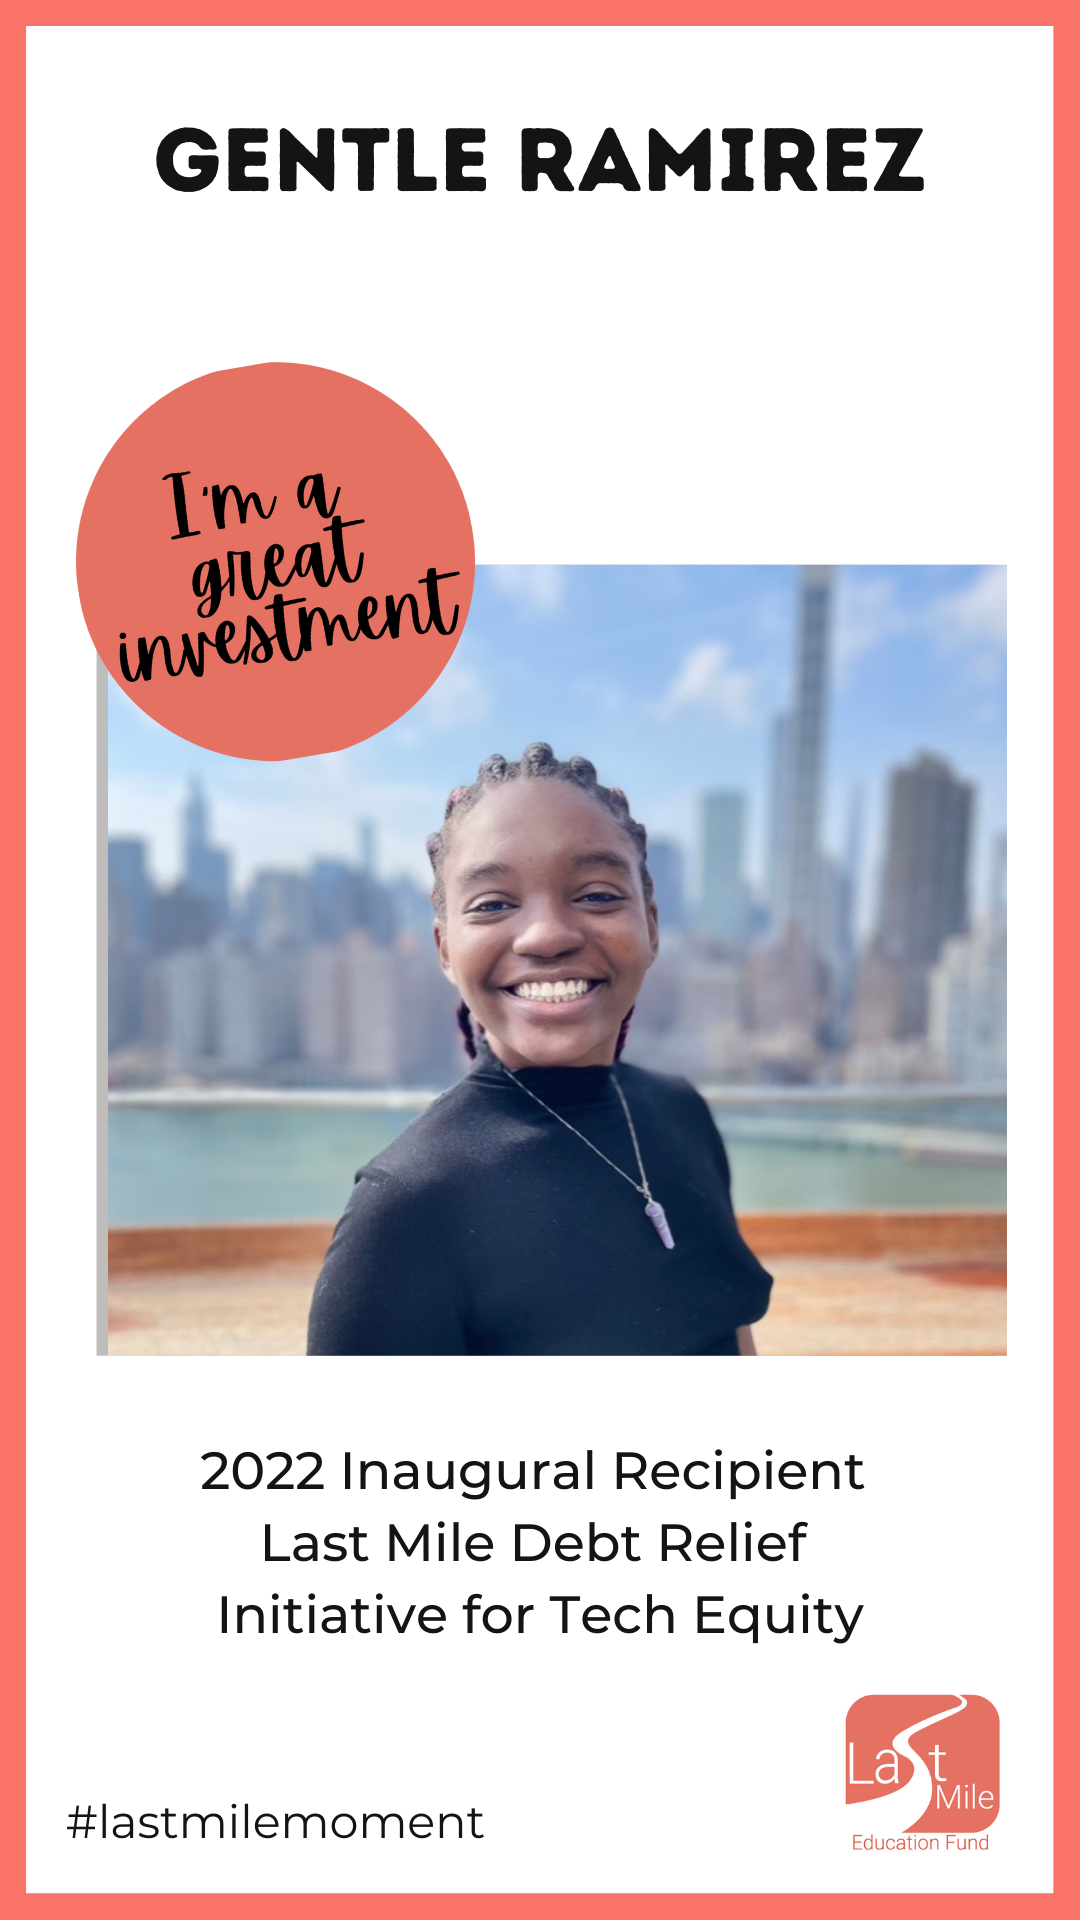 GENTLE RAMIREZ
I'm a
great
investment
2022 Inaugural Recipient
Last Mile Debt Relief
Initiative for Tech Equity
#lastmilemoment
Last
Mile
Education Fund